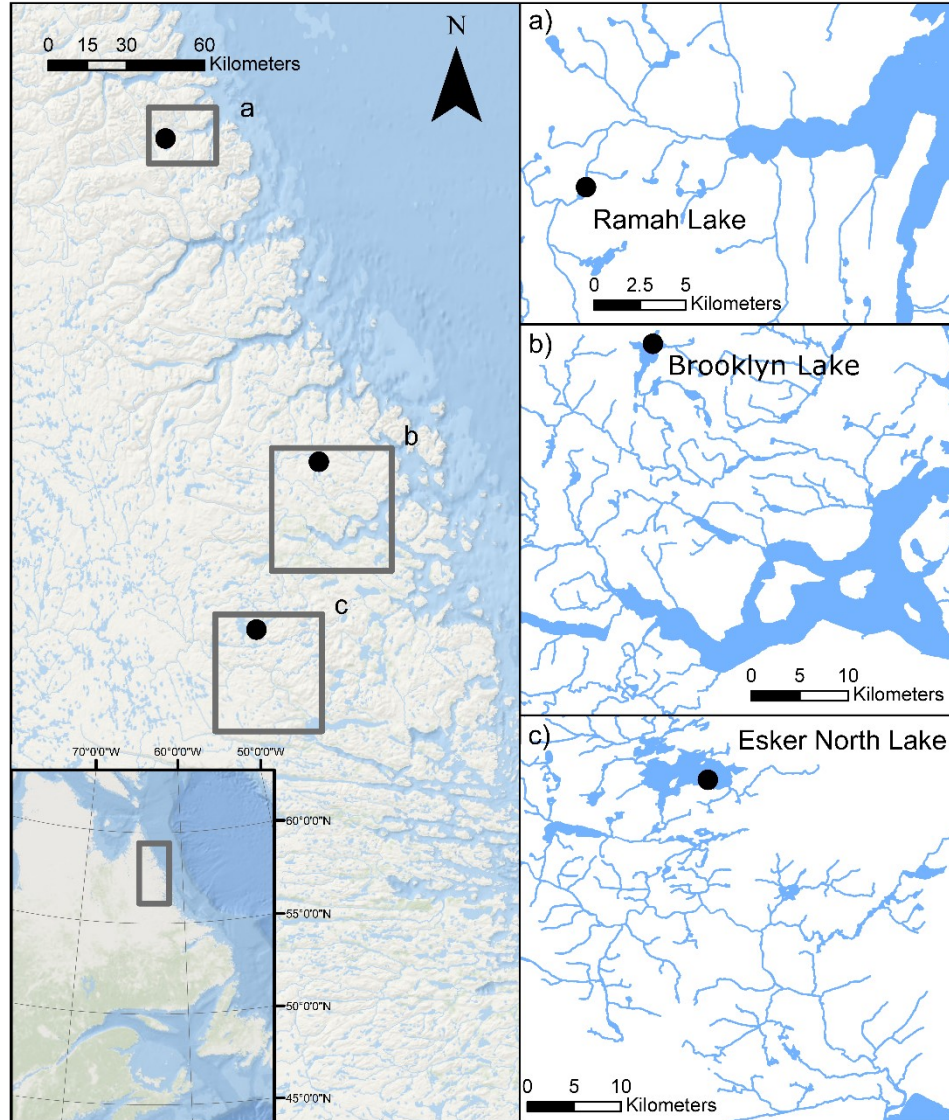 0 15 30 60
Kilometers
N
a
b
c
70°0'0"W 60°0'0"W 50°0'0"W
60°0'0"N
55°0'0"N
50°0'0"N
45°0'0"N
a)
Ramah Lake
0 2.5 5
Kilometers
b)
Brooklyn Lake
0 5 10
Kilometers
c)
Esker North Lake
0 5 10
Kilometers